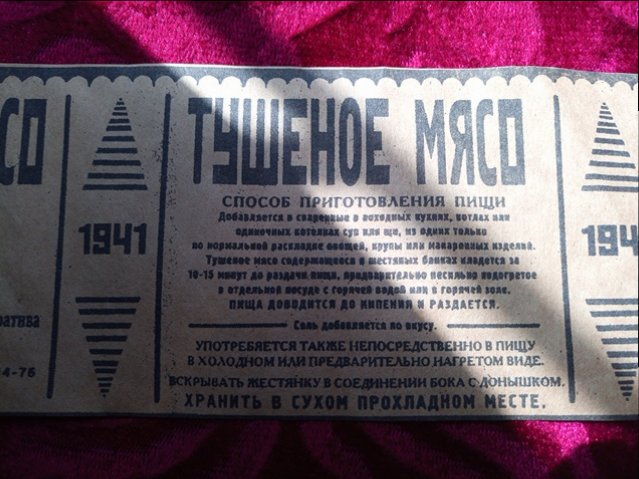 ТУШЕНОЕ МЯСО
СПОСОБ ПРИГОТОВЛЕНИЯ ПИЩИ
Добавляется в сваренные в походных кухнях, котлах или
одиночных котелках суп или щи, из одних только
по нормальной раскладке овощей, крупы или макаронных изделий.
Тушеное мясо содержащиося в жестяных банках кладется за
10-15 минут до раздачи пищи, предварительно несильно подогретое
в отдельной посуде с горячей водой или в горячей золе.
ПИЩА ДОВОДИТСЯ ДО КИПЕНИЯ И РАЗДАЕТСЯ.
Соль добавляется по вкусу.
УПОТРЕБЛЯЕТСЯ ТАКЖЕ НЕПОСРЕДСТВЕННО В ПИЩУ
В ХОЛОДНОМ ИЛИ ПРЕДВАРИТЕЛЬНО НАГРЕТОМ ВИДЕ.
ВСКРЫВАТЬ ЖЕСТЯНКУ В СОЕДИНЕНИИ БОКА С ДОНЫШКОМ.
ХРАНИТЬ В СУХОМ ПРОХЛАДНОМ МЕСТЕ.
1941